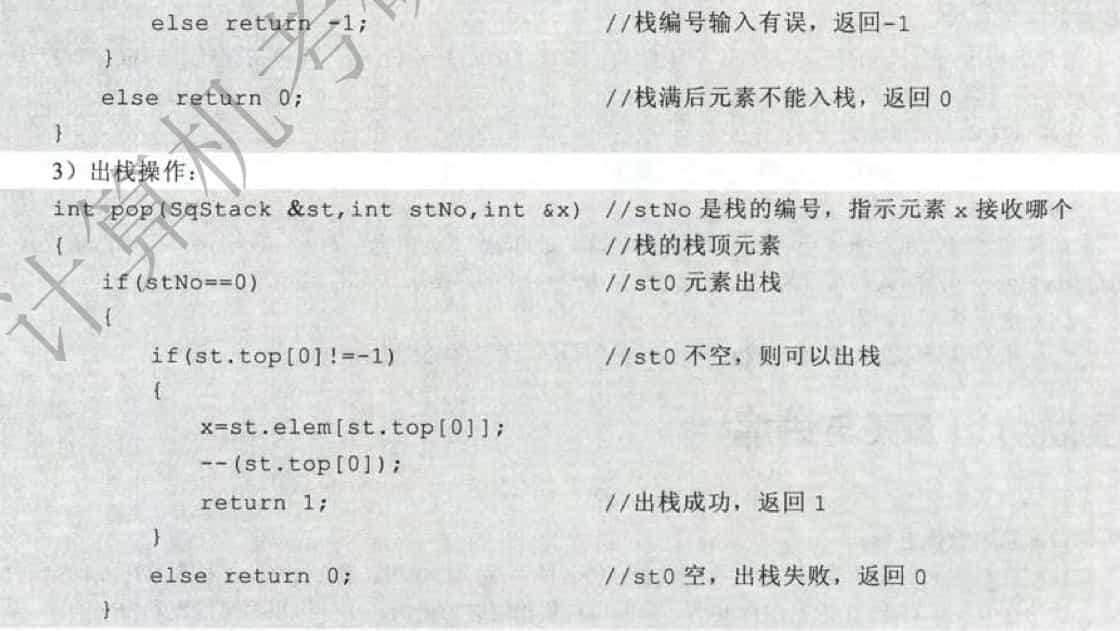 else return -1; //栈编号输入有误，返回-1
}
else return 0; //栈满后元素不能入栈，返回 0
}
3）出栈操作：
int pop(SqStack &st,int stNo,int &x) //stNo 是栈的编号，指示元素 x 接收哪个
{ //栈的栈顶元素
if(stNo==0) //st0 元素出栈
{
if(st.top[0]!=-1) //st0 不空，则可以出栈
{
x=st.elem[st.top[0]];
--(st.top[0]);
return 1; //出栈成功，返回 1
}
else return 0; //st0 空，出栈失败，返回 0
}
计算机考